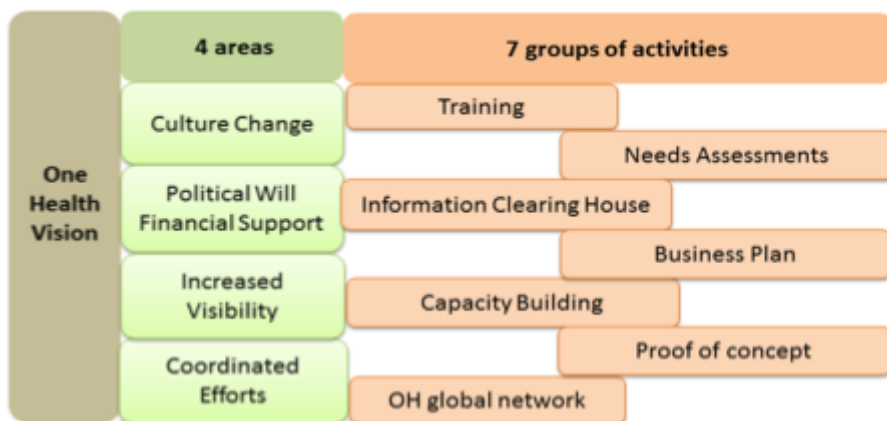 One
Health
Vision
4 areas
Culture Change
Political Will
Financial Support
Increased
Visibility
Coordinated
Efforts
7 groups of activities
Training
Needs Assessments
Information Clearing House
Business Plan
Capacity Building
Proof of concept
OH global network